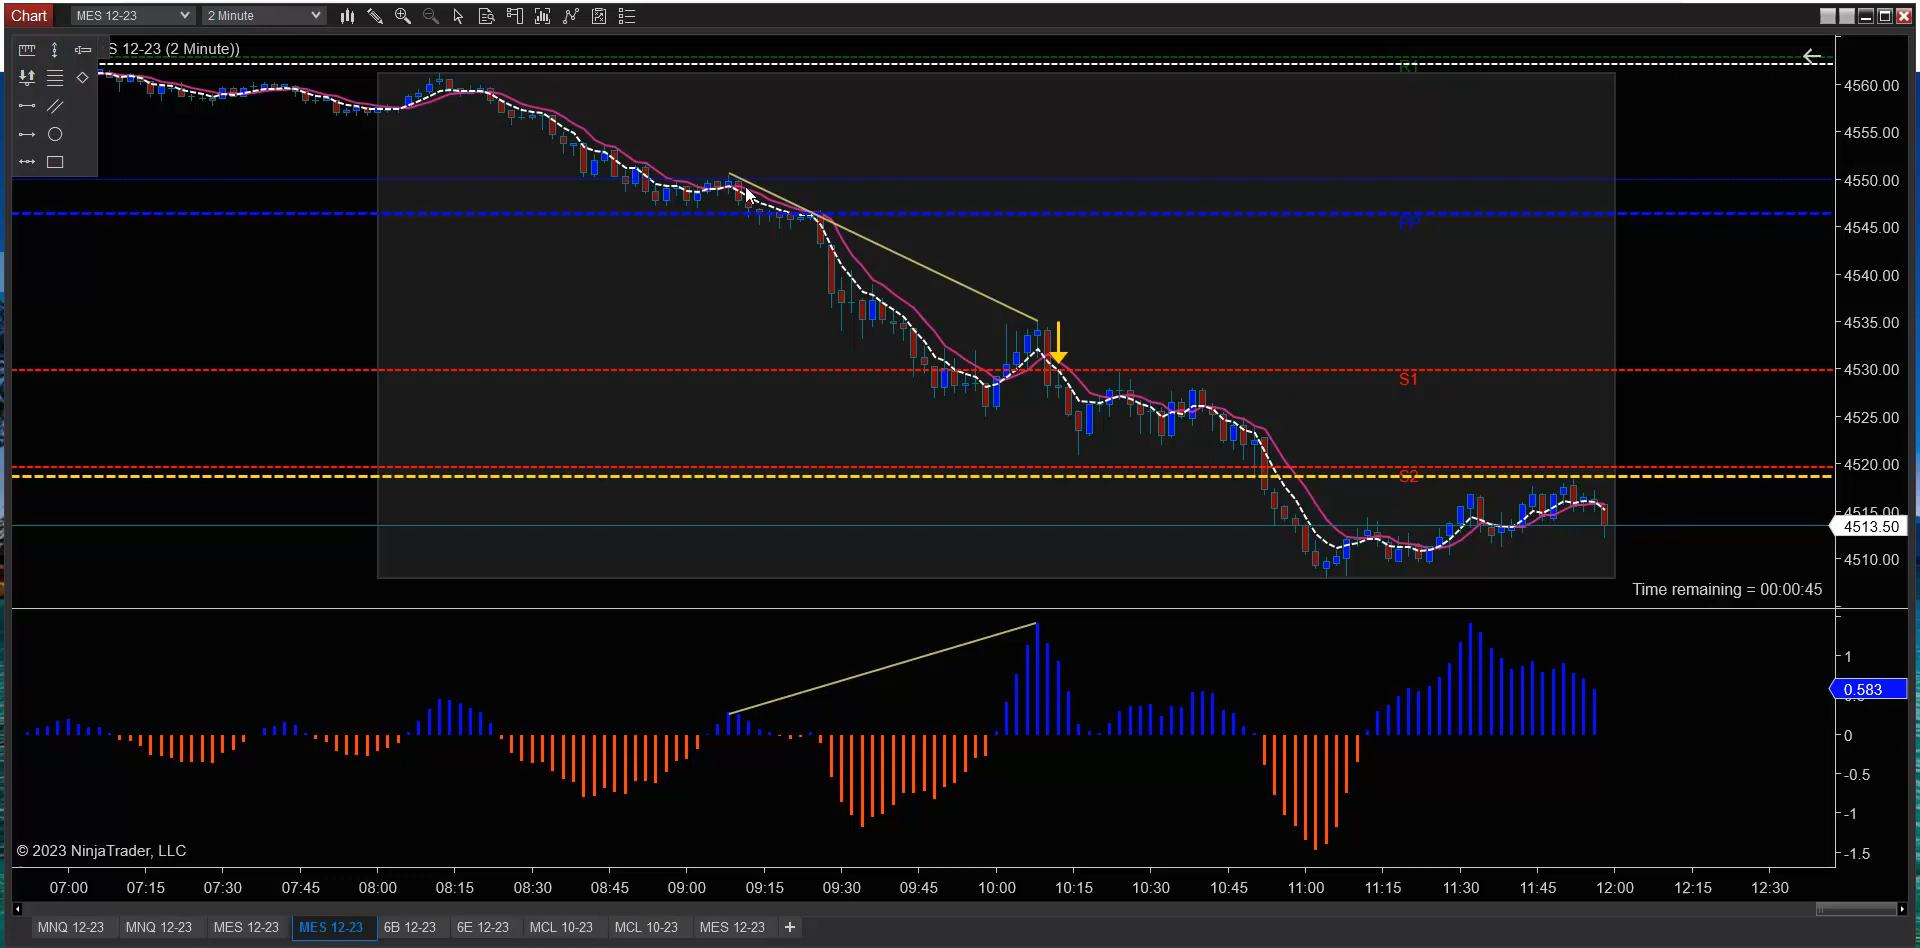 Chart
MES 12-23
2 Minute
S 12-23 (2 Minute))
R1
4560.00
4555.00
4550.00
4545.00
PP
4540.00
4535.00
4530.00
S1
4525.00
4520.00
S2
4515.00
4513.50
4510.00
Time remaining = 00:00:45
1
0.583
0
-0.5
-1
-1.5
© 2023 NinjaTrader, LLC
07:00 07:15 07:30 07:45 08:00 08:15 08:30 08:45 09:00 09:15 09:30 09:45 10:00 10:15 10:30 10:45 11:00 11:15 11:30 11:45 12:00 12:15 12:30
MNQ 12-23 MNQ 12-23 MES 12-23 MES 12-23 6B 12-23 6E 12-23 MCL 10-23 MCL 10-23 MES 12-23 +